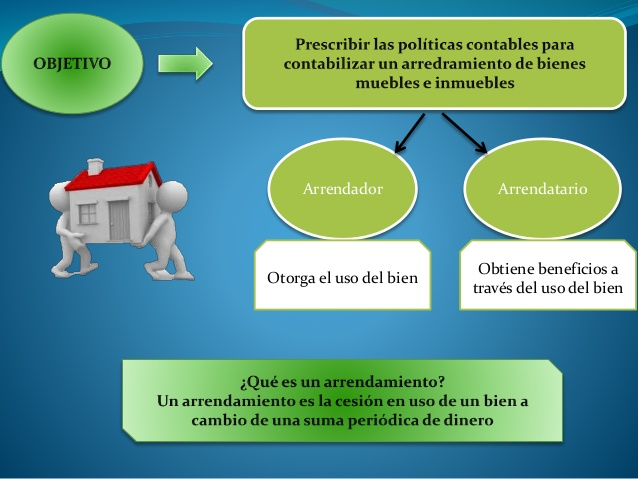 OBJETIVO
Prescribir las políticas contables para
contabilizar un arredramiento de bienes
muebles e inmuebles
Arrendador
Arrendatario
Otorga el uso del bien
Obtiene beneficios a
través del uso del bien
¿Qué es un arrendamiento?
Un arrendamiento es la cesión en uso de un bien a
cambio de una suma periódica de dinero